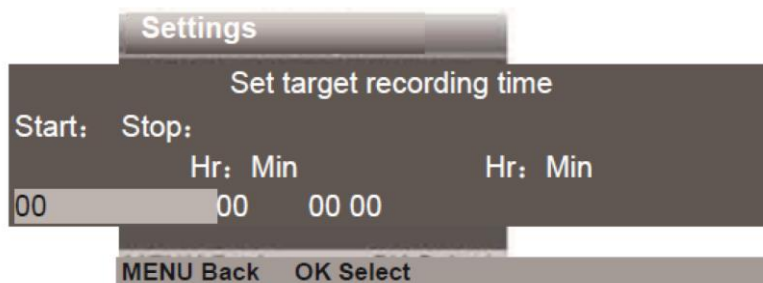 Settings
Set target recording time
Start: Stop:
Hr: Min Hr: Min
00 00 00 00
MENU Back OK Select